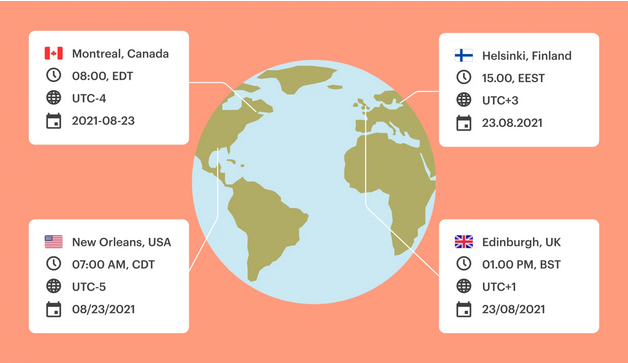 Montreal, Canada
08:00, EDT
UTC-4
2021-08-23
Helsinki, Finland
15.00, EEST
UTC+3
23.08.2021
New Orleans, USA
07:00 AM, CDT
UTC-5
08/23/2021
Edinburgh, UK
01.00 PM, BST
UTC+1
23/08/2021